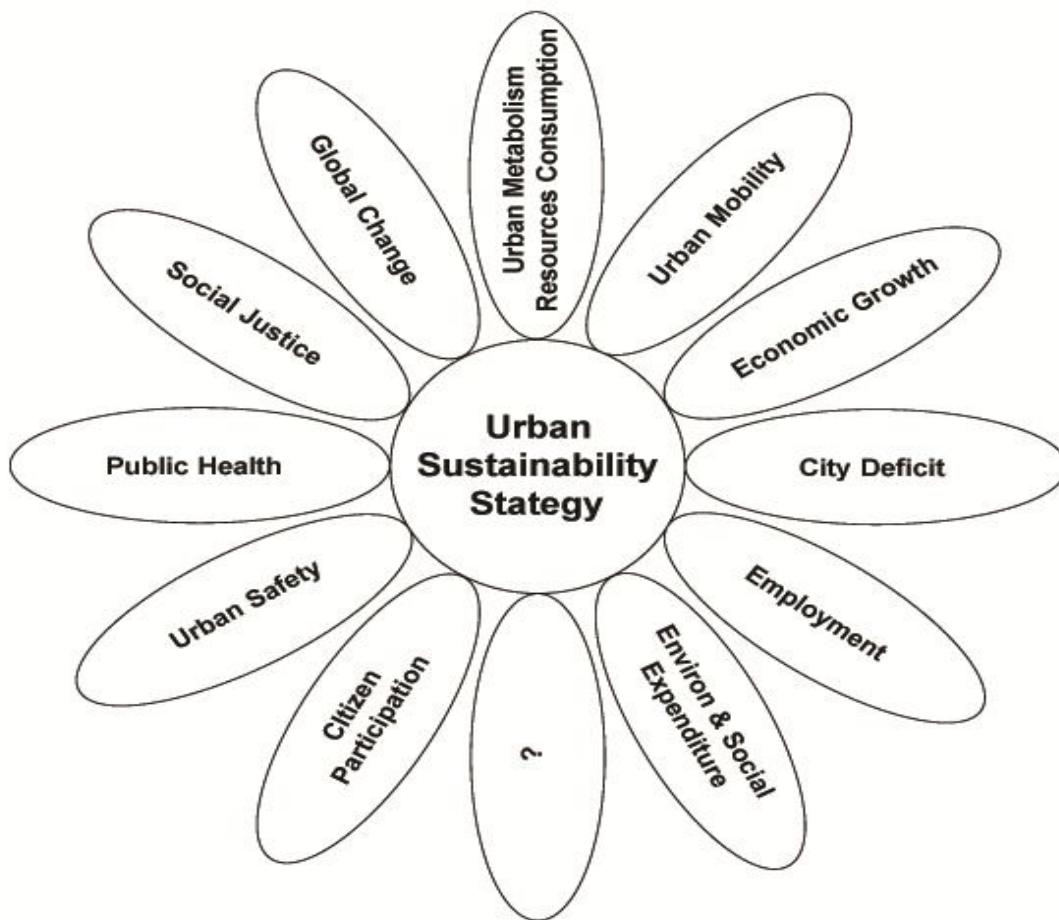 Urban Metabolism
Resources Consumption
Urban Mobility
Economic Growth
City Deficit
Employment
Environ & Social
Expenditure
?
Citizen
Participation
Urban Safety
Public Health
Social Justice
Global Change
Urban
Sustainability
Stategy